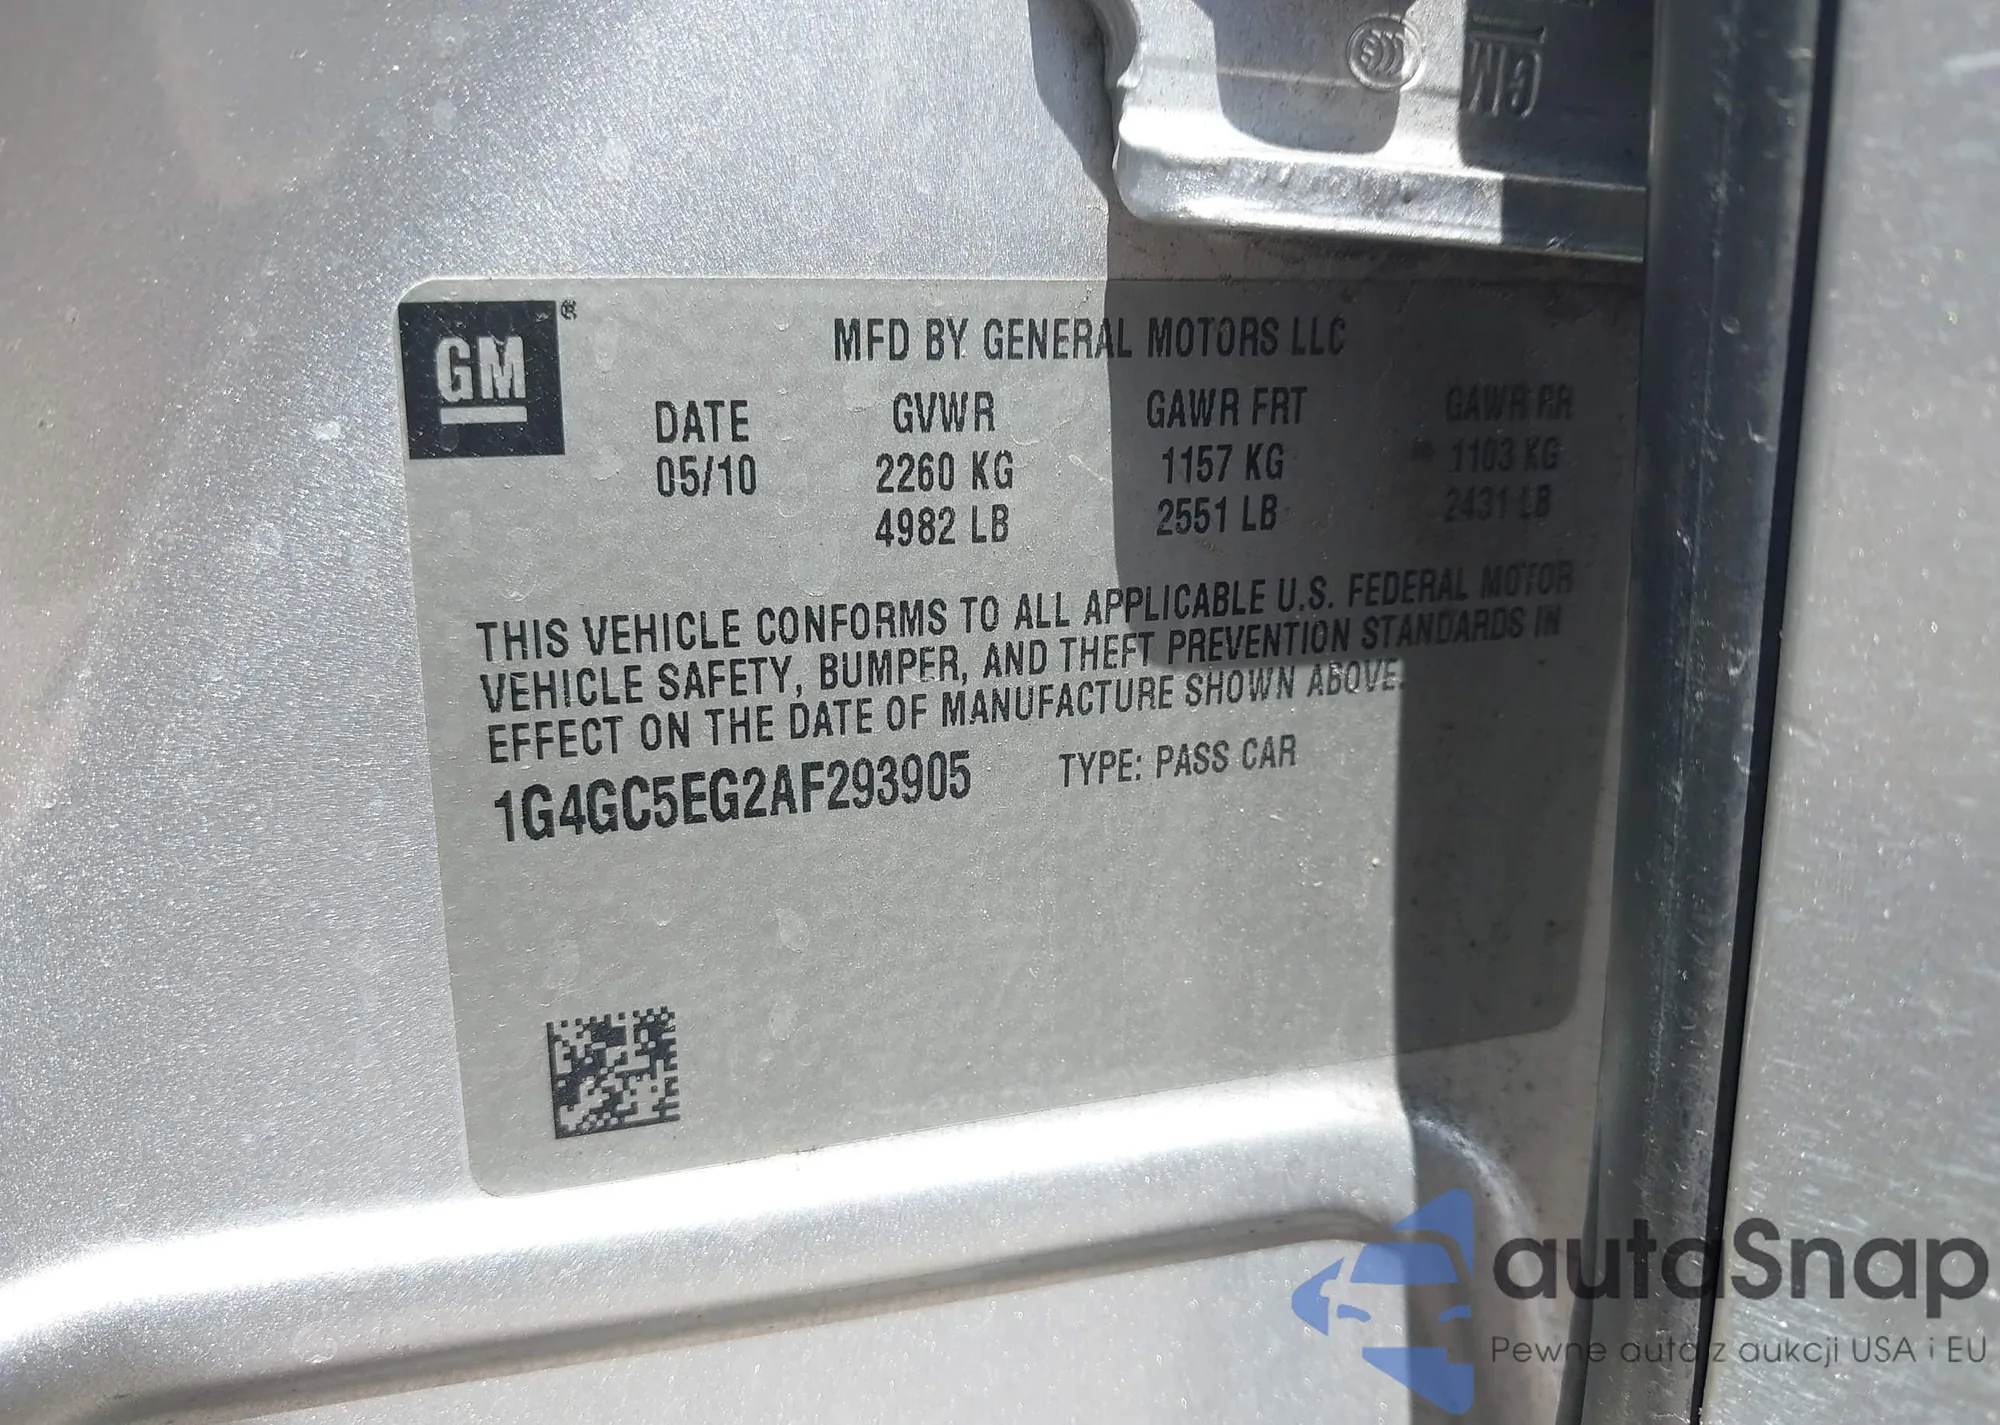 GM
GM®
MFD BY GENERAL MOTORS LLC
DATE GVWR GAWR FRT GAWR RR
05/10 2260 KG 1157 KG 1103 KG
4982 LB 2551 LB 2431 LB
THIS VEHICLE CONFORMS TO ALL APPLICABLE U.S. FEDERAL MOTOR
VEHICLE SAFETY, BUMPER, AND THEFT PREVENTION STANDARDS IN
EFFECT ON THE DATE OF MANUFACTURE SHOWN ABOVE.
1G4GC5EG2AF293905 TYPE: PASS CAR
autoSnap
Pewne auta z aukcji USA i EU